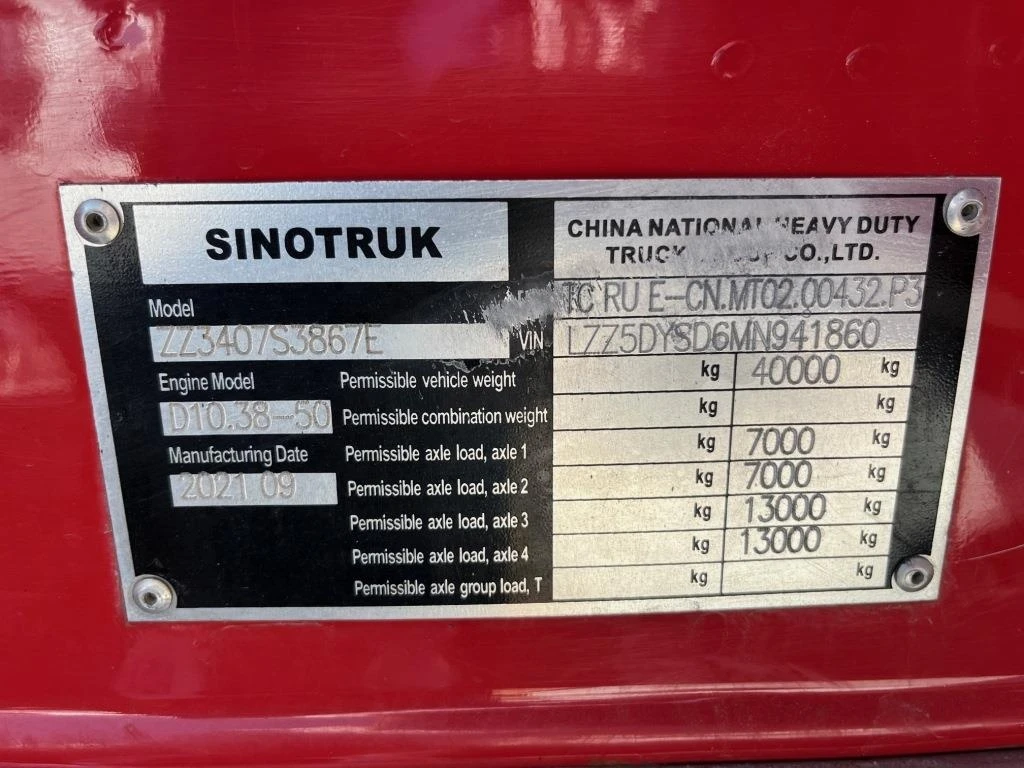 SINOTRUK
CHINA NATIONAL HEAVY DUTY
TRUCK CO.,LTD.
TC RU E-CN.MT02.00432.P3
Model
ZZ3407S3867E
VIN LZZ5DYSD6MN941860
Engine Model
D10.38-50
Manufacturing Date
2021 09
Permissible vehicle weight kg 40000 kg
Permissible combination weight kg kg
Permissible axle load, axle 1 kg 7000 kg
Permissible axle load, axle 2 kg 7000 kg
Permissible axle load, axle 3 kg 13000 kg
Permissible axle load, axle 4 kg 13000 kg
Permissible axle group load, T kg kg